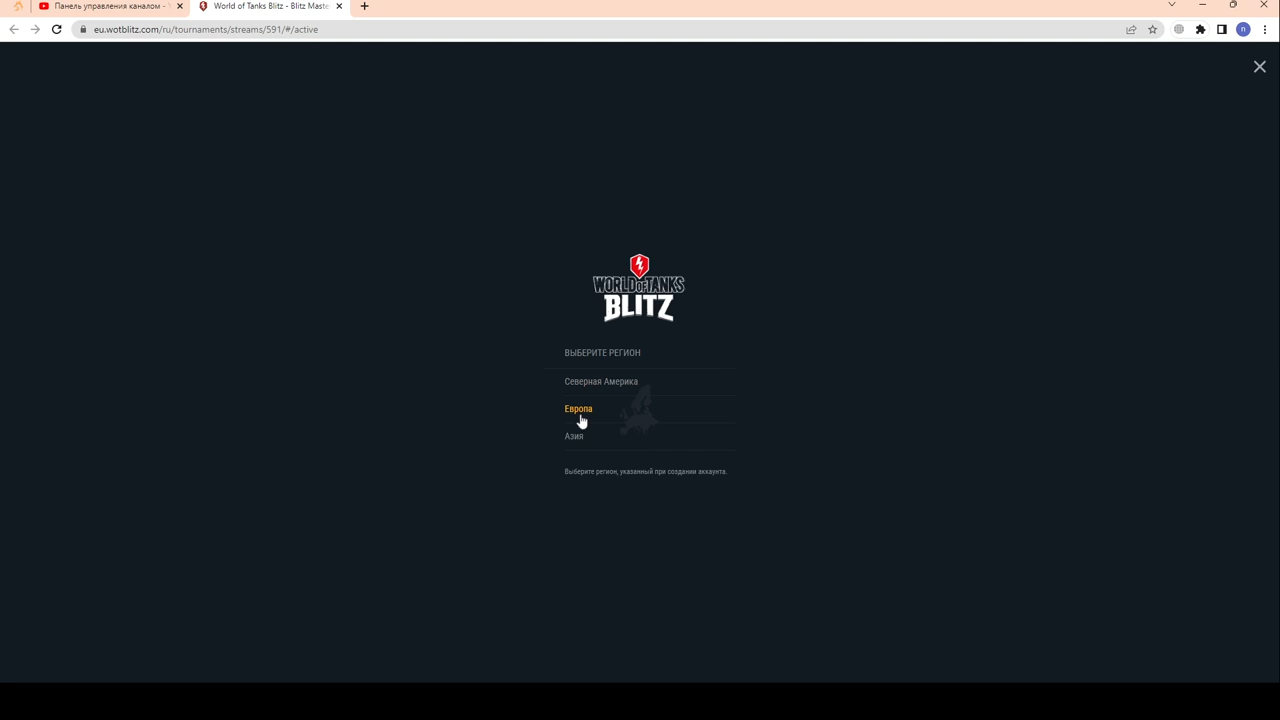 Панель управления каналом -
World of Tanks Blitz - Blitz Maste
eu.wotblitz.com/ru/tournaments/streams/591/#/active
n
WORLD OF TANKS
BLITZ
ВЫБЕРИТЕ РЕГИОН
Северная Америка
Европа
Азия
Выберите регион, указанный при создании аккаунта.